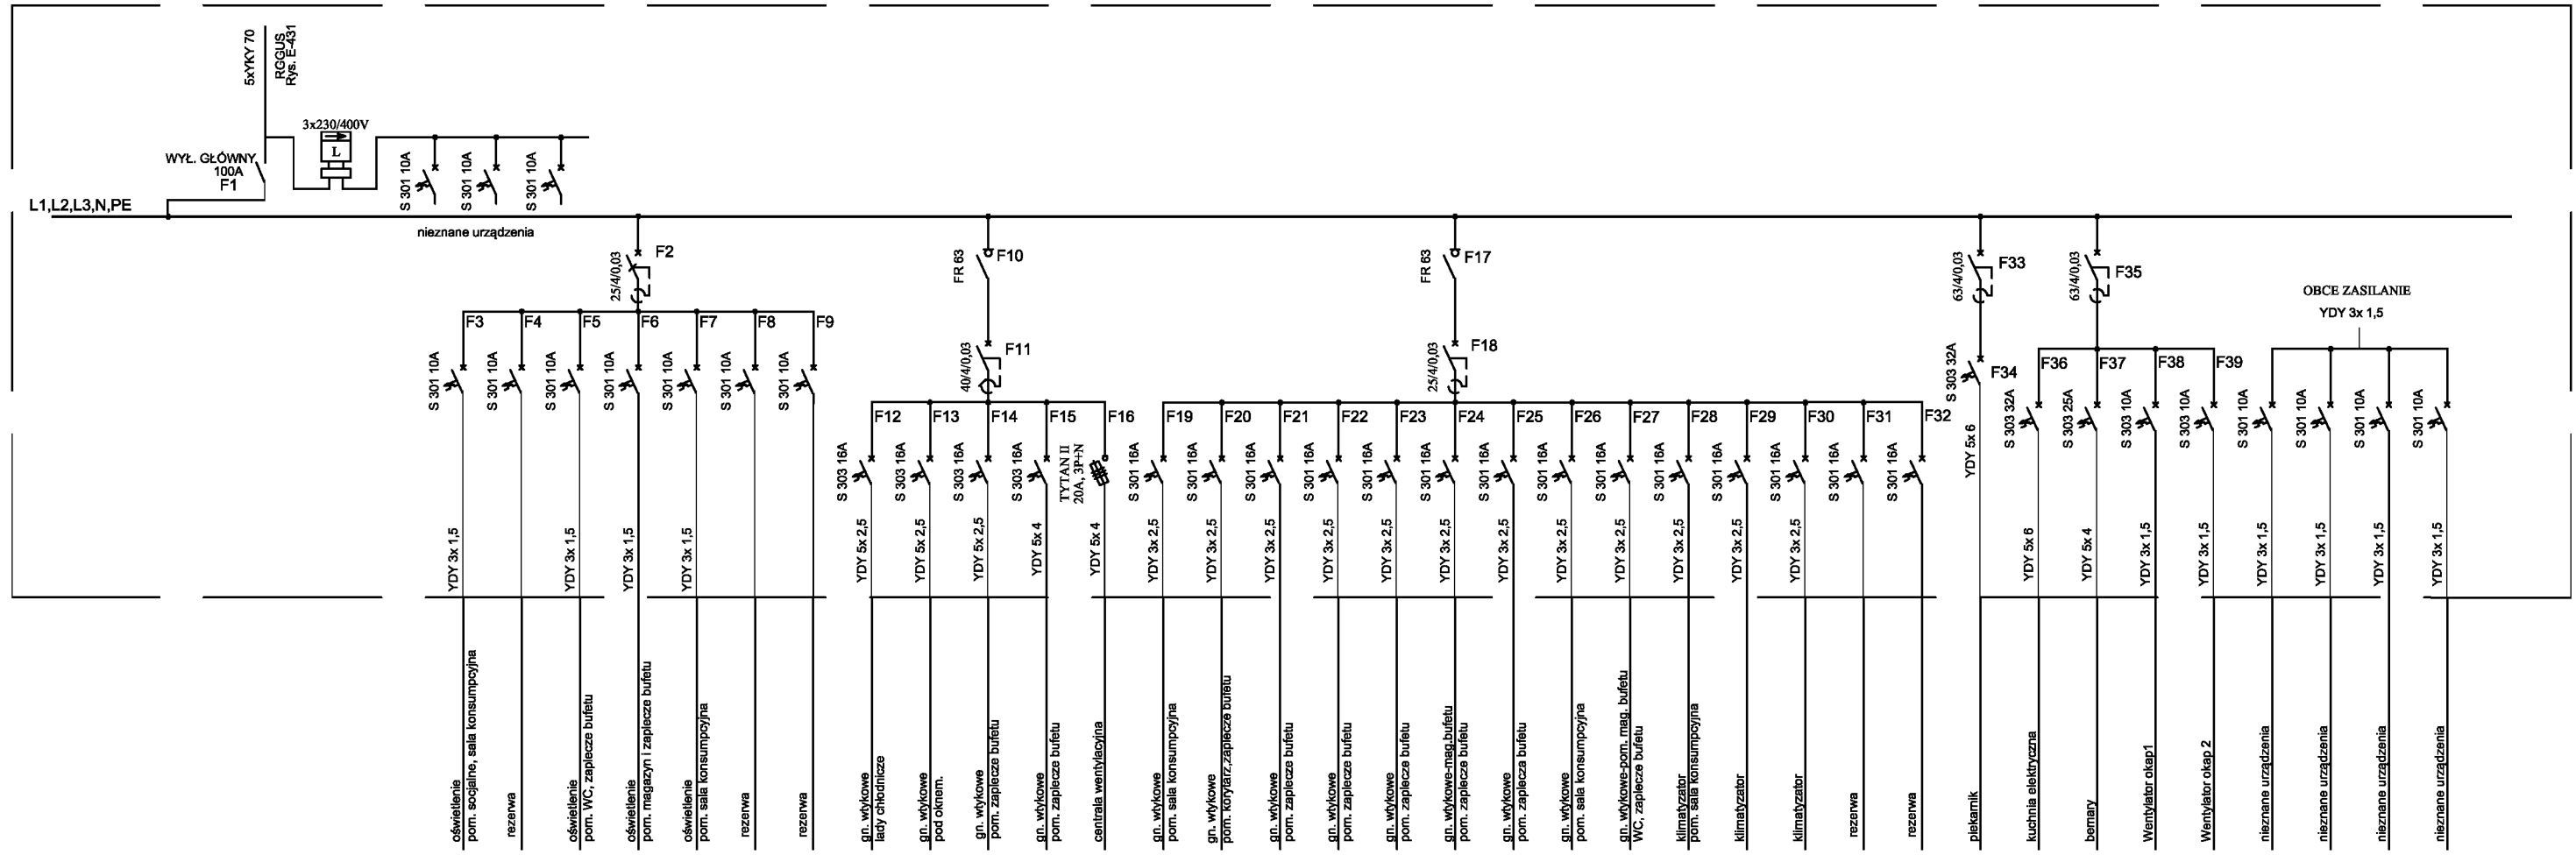 5xYKY 70
RGGUS
Rys. E-431
3x230/400V
L
WYŁ. GŁÓWNY
100A
F1
S 301 10A
S 301 10A
S 301 10A
L1,L2,L3,N,PE
nieznane urządzenia
25/4/0,03
F2
FR 63
F10
FR 63
F17
63/4/0,03
F33
63/4/0,03
F35
OBCE ZASILANIE
YDY 3x 1,5
F3
F4
F5
F6
F7
F8
F9
40/4/0,03
F11
25/4/0,03
F18
S 303 32A
F34
F36
F37
F38
F39
S 301 10A
S 301 10A
S 301 10A
S 301 10A
S 301 10A
S 301 10A
S 301 10A
F12
F13
F14
F15
F16
F19
F20
F21
F22
F23
F24
F25
F26
F27
F28
F29
F30
F31
F32
S 303 32A
S 303 25A
S 303 10A
S 303 10A
S 301 10A
S 301 10A
S 301 10A
S 301 10A
S 303 16A
S 303 16A
S 303 16A
S 303 16A
TYTAN II
20A, 3P+N
S 301 16A
S 301 16A
S 301 16A
S 301 16A
S 301 16A
S 301 16A
S 301 16A
S 301 16A
S 301 16A
S 301 16A
S 301 16A
S 301 16A
S 301 16A
S 301 16A
YDY 5x 6
YDY 3x 1,5
YDY 3x 1,5
YDY 3x 1,5
YDY 3x 1,5
YDY 5x 2,5
YDY 5x 2,5
YDY 5x 2,5
YDY 5x 4
YDY 5x 4
YDY 3x 2,5
YDY 3x 2,5
YDY 3x 2,5
YDY 3x 2,5
YDY 3x 2,5
YDY 3x 2,5
YDY 3x 2,5
YDY 3x 2,5
YDY 3x 2,5
YDY 3x 2,5
YDY 3x 2,5
YDY 3x 2,5
YDY 5x 6
YDY 5x 4
YDY 3x 1,5
YDY 3x 1,5
YDY 3x 1,5
YDY 3x 1,5
YDY 3x 1,5
YDY 3x 1,5
oświetlenie
pom. socjalne, sala konsumpcyjna
rezerwa
oświetlenie
pom. WC, zaplecze bufetu
oświetlenie
pom. magazyn i zaplecze bufetu
oświetlenie
pom. sala konsumpcyjna
rezerwa
rezerwa
gn. wtykowe
lady chłodnicze
gn. wtykowe
pod oknem.
gn. wtykowe
pom. zaplecze bufetu
gn. wtykowe
pom. zaplecze bufetu
centrala wentylacyjna
gn. wtykowe
pom. sala konsumpcyjna
gn. wtykowe
pom. korytarz,zaplecze bufetu
gn. wtykowe
pom. zaplecze bufetu
gn. wtykowe
pom. zaplecze bufetu
gn. wtykowe
pom. zaplecze bufetu
gn. wtykowe-mag.bufetu
pom. zaplecze bufetu
gn. wtykowe
pom. zaplecza bufetu
gn. wtykowe
pom. sala konsumpcyjna
gn. wtykowe-pom. mag. bufetu
WC, zaplecze bufetu
klimatyzator
pom. sala konsumpcyjna
klimatyzator
klimatyzator
rezerwa
rezerwa
piekarnik
kuchnia elektryczna
bemary
Wentylator okap1
Wentylator okap 2
nieznane urządzenia
nieznane urządzenia
nieznane urządzenia
nieznane urządzenia